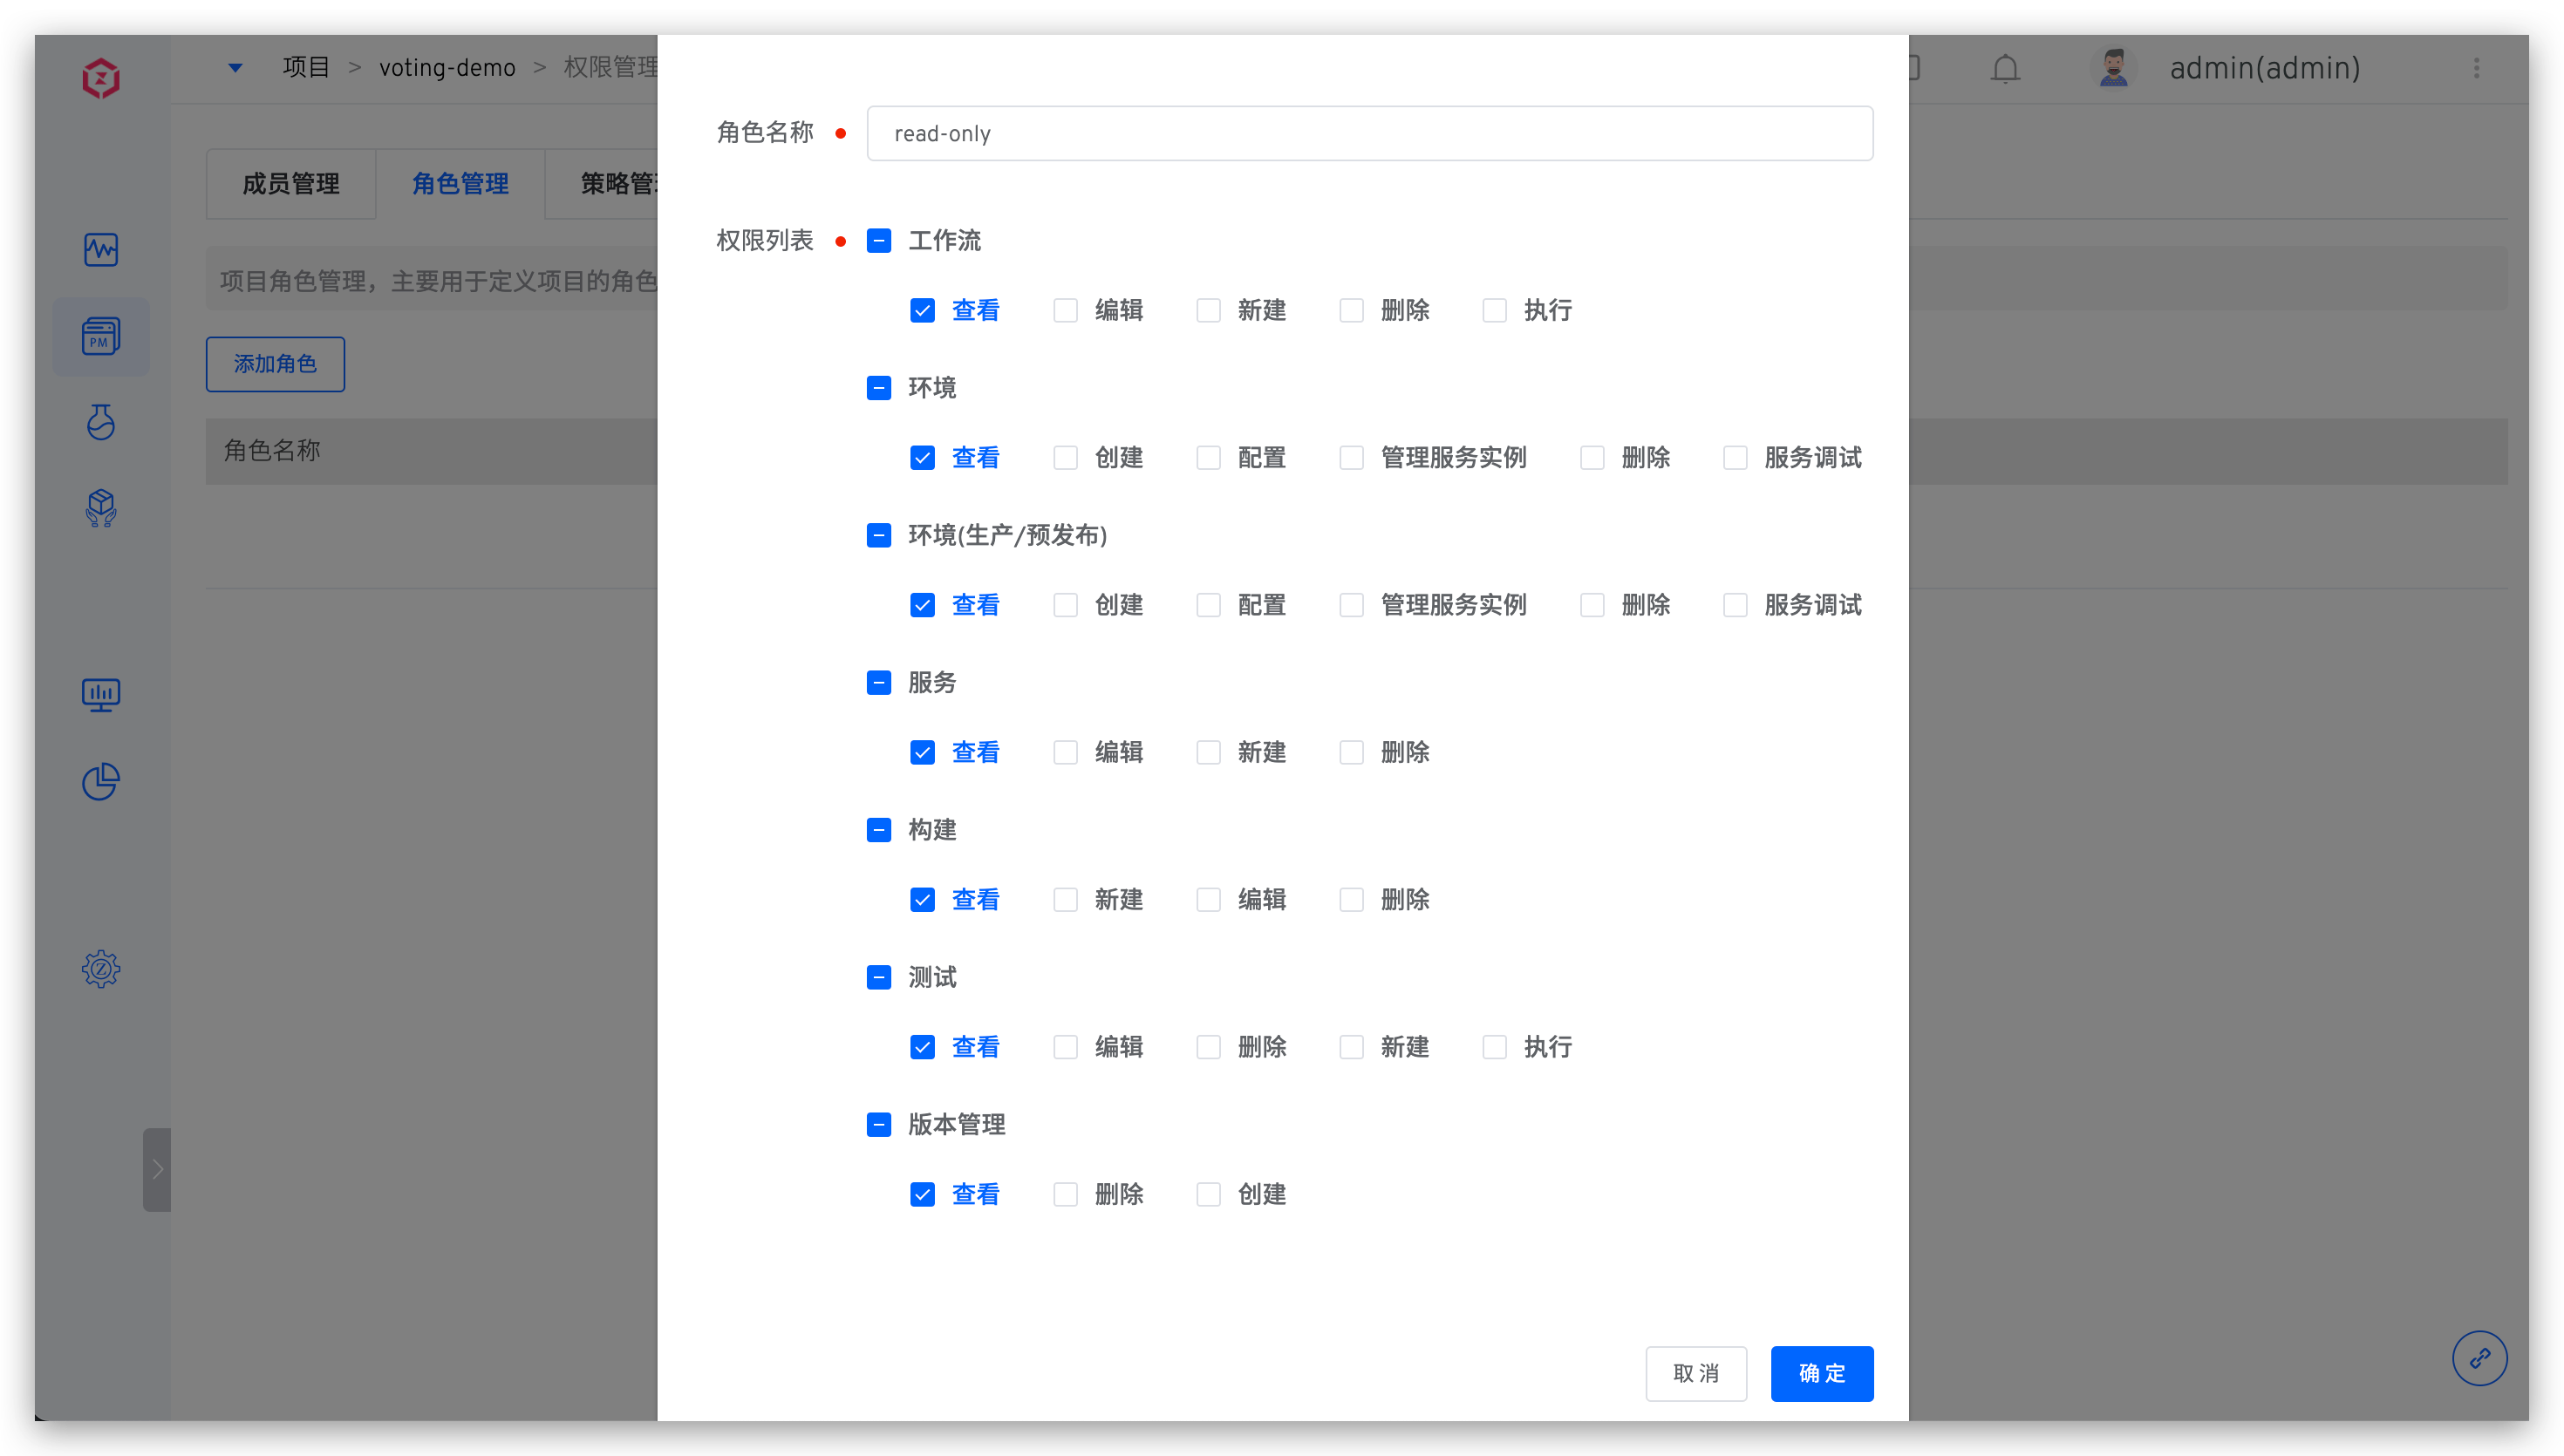 项目 > voting-demo > 权限管理
admin(admin)
成员管理
角色管理
策略管
项目角色管理，主要用于定义项目的角色
添加角色
角色名称
PM
角色名称
read-only
权限列表
工作流
查看 编辑 新建 删除 执行
环境
查看 创建 配置 管理服务实例 删除 服务调试
环境(生产/预发布)
查看 创建 配置 管理服务实例 删除 服务调试
服务
查看 编辑 新建 删除
构建
查看 新建 编辑 删除
测试
查看 编辑 删除 新建 执行
版本管理
查看 删除 创建
取消 确定